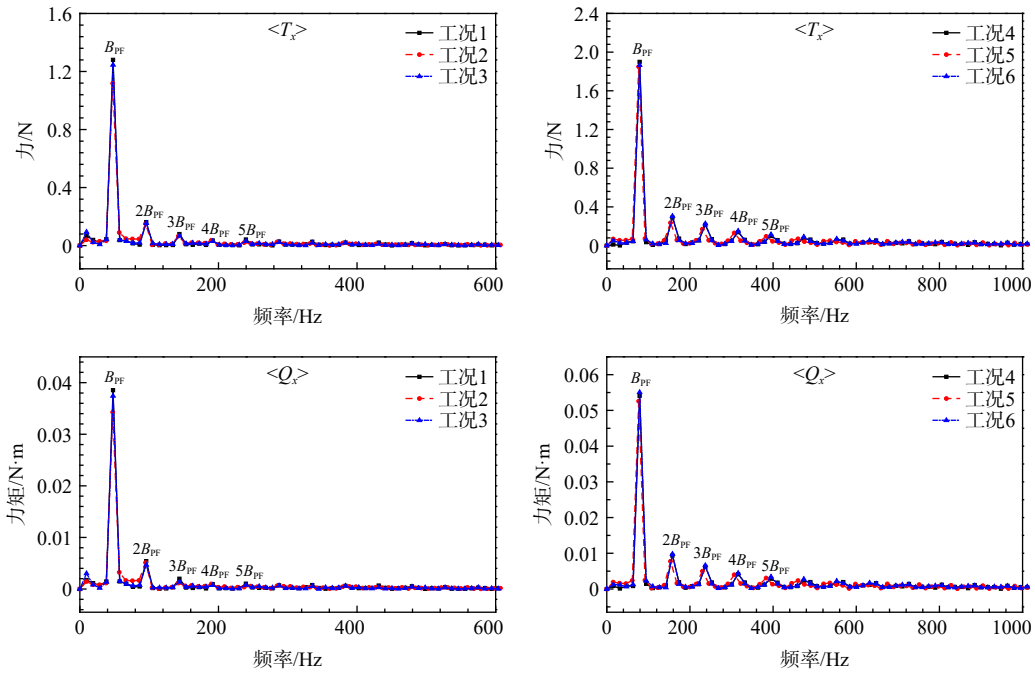 <Tx>
1.6
1.2
0.8
0.4
0
力/N
BPF
2BPF
3BPF
4BPF
5BPF
工况1
工况2
工况3
0
200
400
600
频率/Hz
<Tx>
2.4
2.0
1.6
1.2
0.8
0.4
0
力/N
BPF
2BPF
3BPF
4BPF
5BPF
工况4
工况5
工况6
0
200
400
600
800
1000
频率/Hz
<Qx>
0.04
0.03
0.02
0.01
0
力矩/N·m
BPF
2BPF
3BPF
4BPF
5BPF
工况1
工况2
工况3
0
200
400
600
频率/Hz
<Qx>
0.06
0.05
0.04
0.03
0.02
0.01
0
力矩/N·m
BPF
2BPF
3BPF
4BPF
5BPF
工况4
工况5
工况6
0
200
400
600
800
1000
频率/Hz